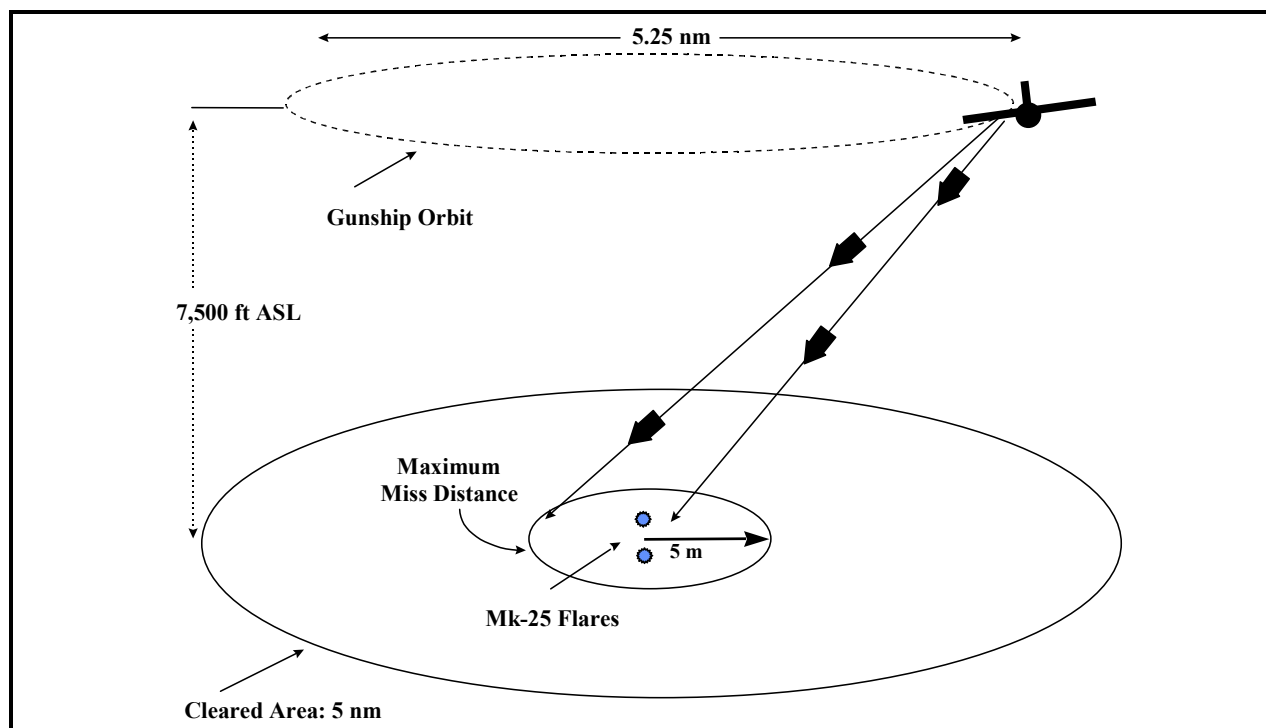 5.25 nm
Gunship Orbit
7,500 ft ASL
Maximum
Miss Distance
5 m
Mk-25 Flares
Cleared Area: 5 nm